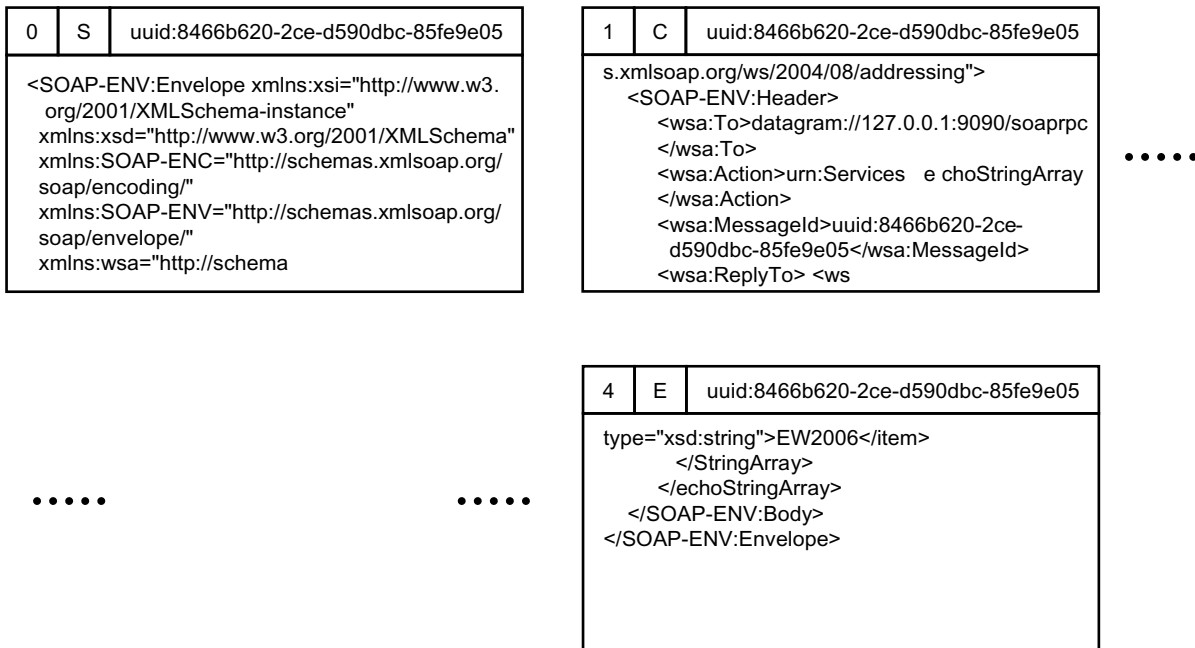 0 S uuid:8466b620-2ce-d590dbc-85fe9e05
<SOAP-ENV:Envelope xmlns:xsi="http://www.w3.
org/2001/XMLSchema-instance"
xmlns:xsd="http://www.w3.org/2001/XMLSchema"
xmlns:SOAP-ENC="http://schemas.xmlsoap.org/
soap/encoding/"
xmlns:SOAP-ENV="http://schemas.xmlsoap.org/
soap/envelope/"
xmlns:wsa="http://schema
1 C uuid:8466b620-2ce-d590dbc-85fe9e05
s.xmlsoap.org/ws/2004/08/addressing">
<SOAP-ENV:Header>
<wsa:To>datagram://127.0.0.1:9090/soaprpc
</wsa:To>
<wsa:Action>urn:Services e choStringArray
</wsa:Action>
<wsa:MessageId>uuid:8466b620-2ce-
d590dbc-85fe9e05</wsa:MessageId>
<wsa:ReplyTo> <ws
.....
..... .....
4 E uuid:8466b620-2ce-d590dbc-85fe9e05
type="xsd:string">EW2006</item>
</StringArray>
</echoStringArray>
</SOAP-ENV:Body>
</SOAP-ENV:Envelope>